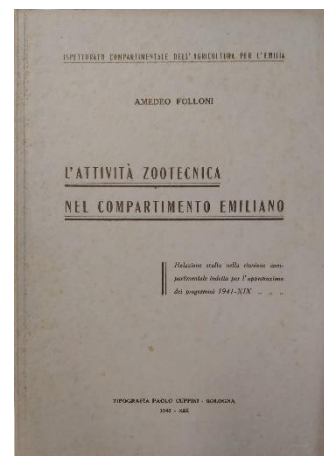 ISPETTORATO COMPARTIMENTALE DELL'AGRICOLTURA PER L'EMILIA
AMEDEO FOLLONI
L'ATTIVITÀ ZOOTECNICA
NEL COMPARTIMENTO EMILIANO
Relazione svolta nella riunione com-
partimentale indetta per l'approvazione
dei programmi 1941-XIX
TIPOGRAFIA PAOLO CUPPINI - BOLOGNA